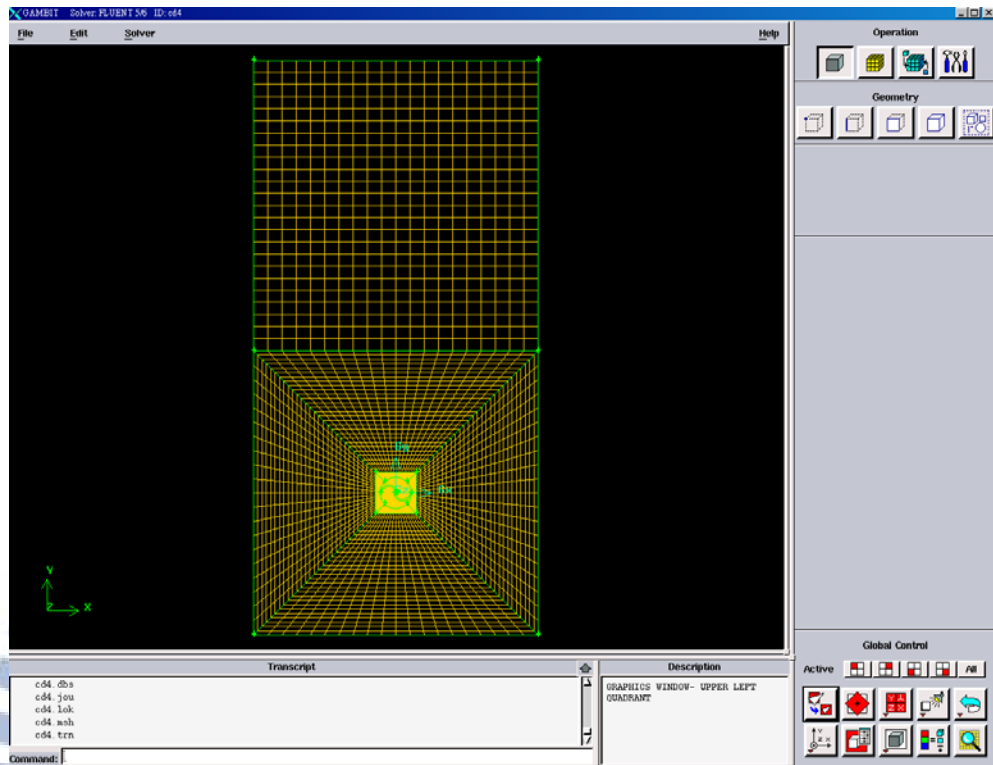 GAMBIT Solver: FLUENT 5/6 ID: cd4
File Edit Solver Help
Operation
Geometry
Y
Z X
Transcript
cd4.dbs
cd4.jou
cd4.lok
cd4.msh
cd4.trn
Command:
Description
GRAPHICS WINDOW- UPPER LEFT
QUADRANT
Global Control
Active All